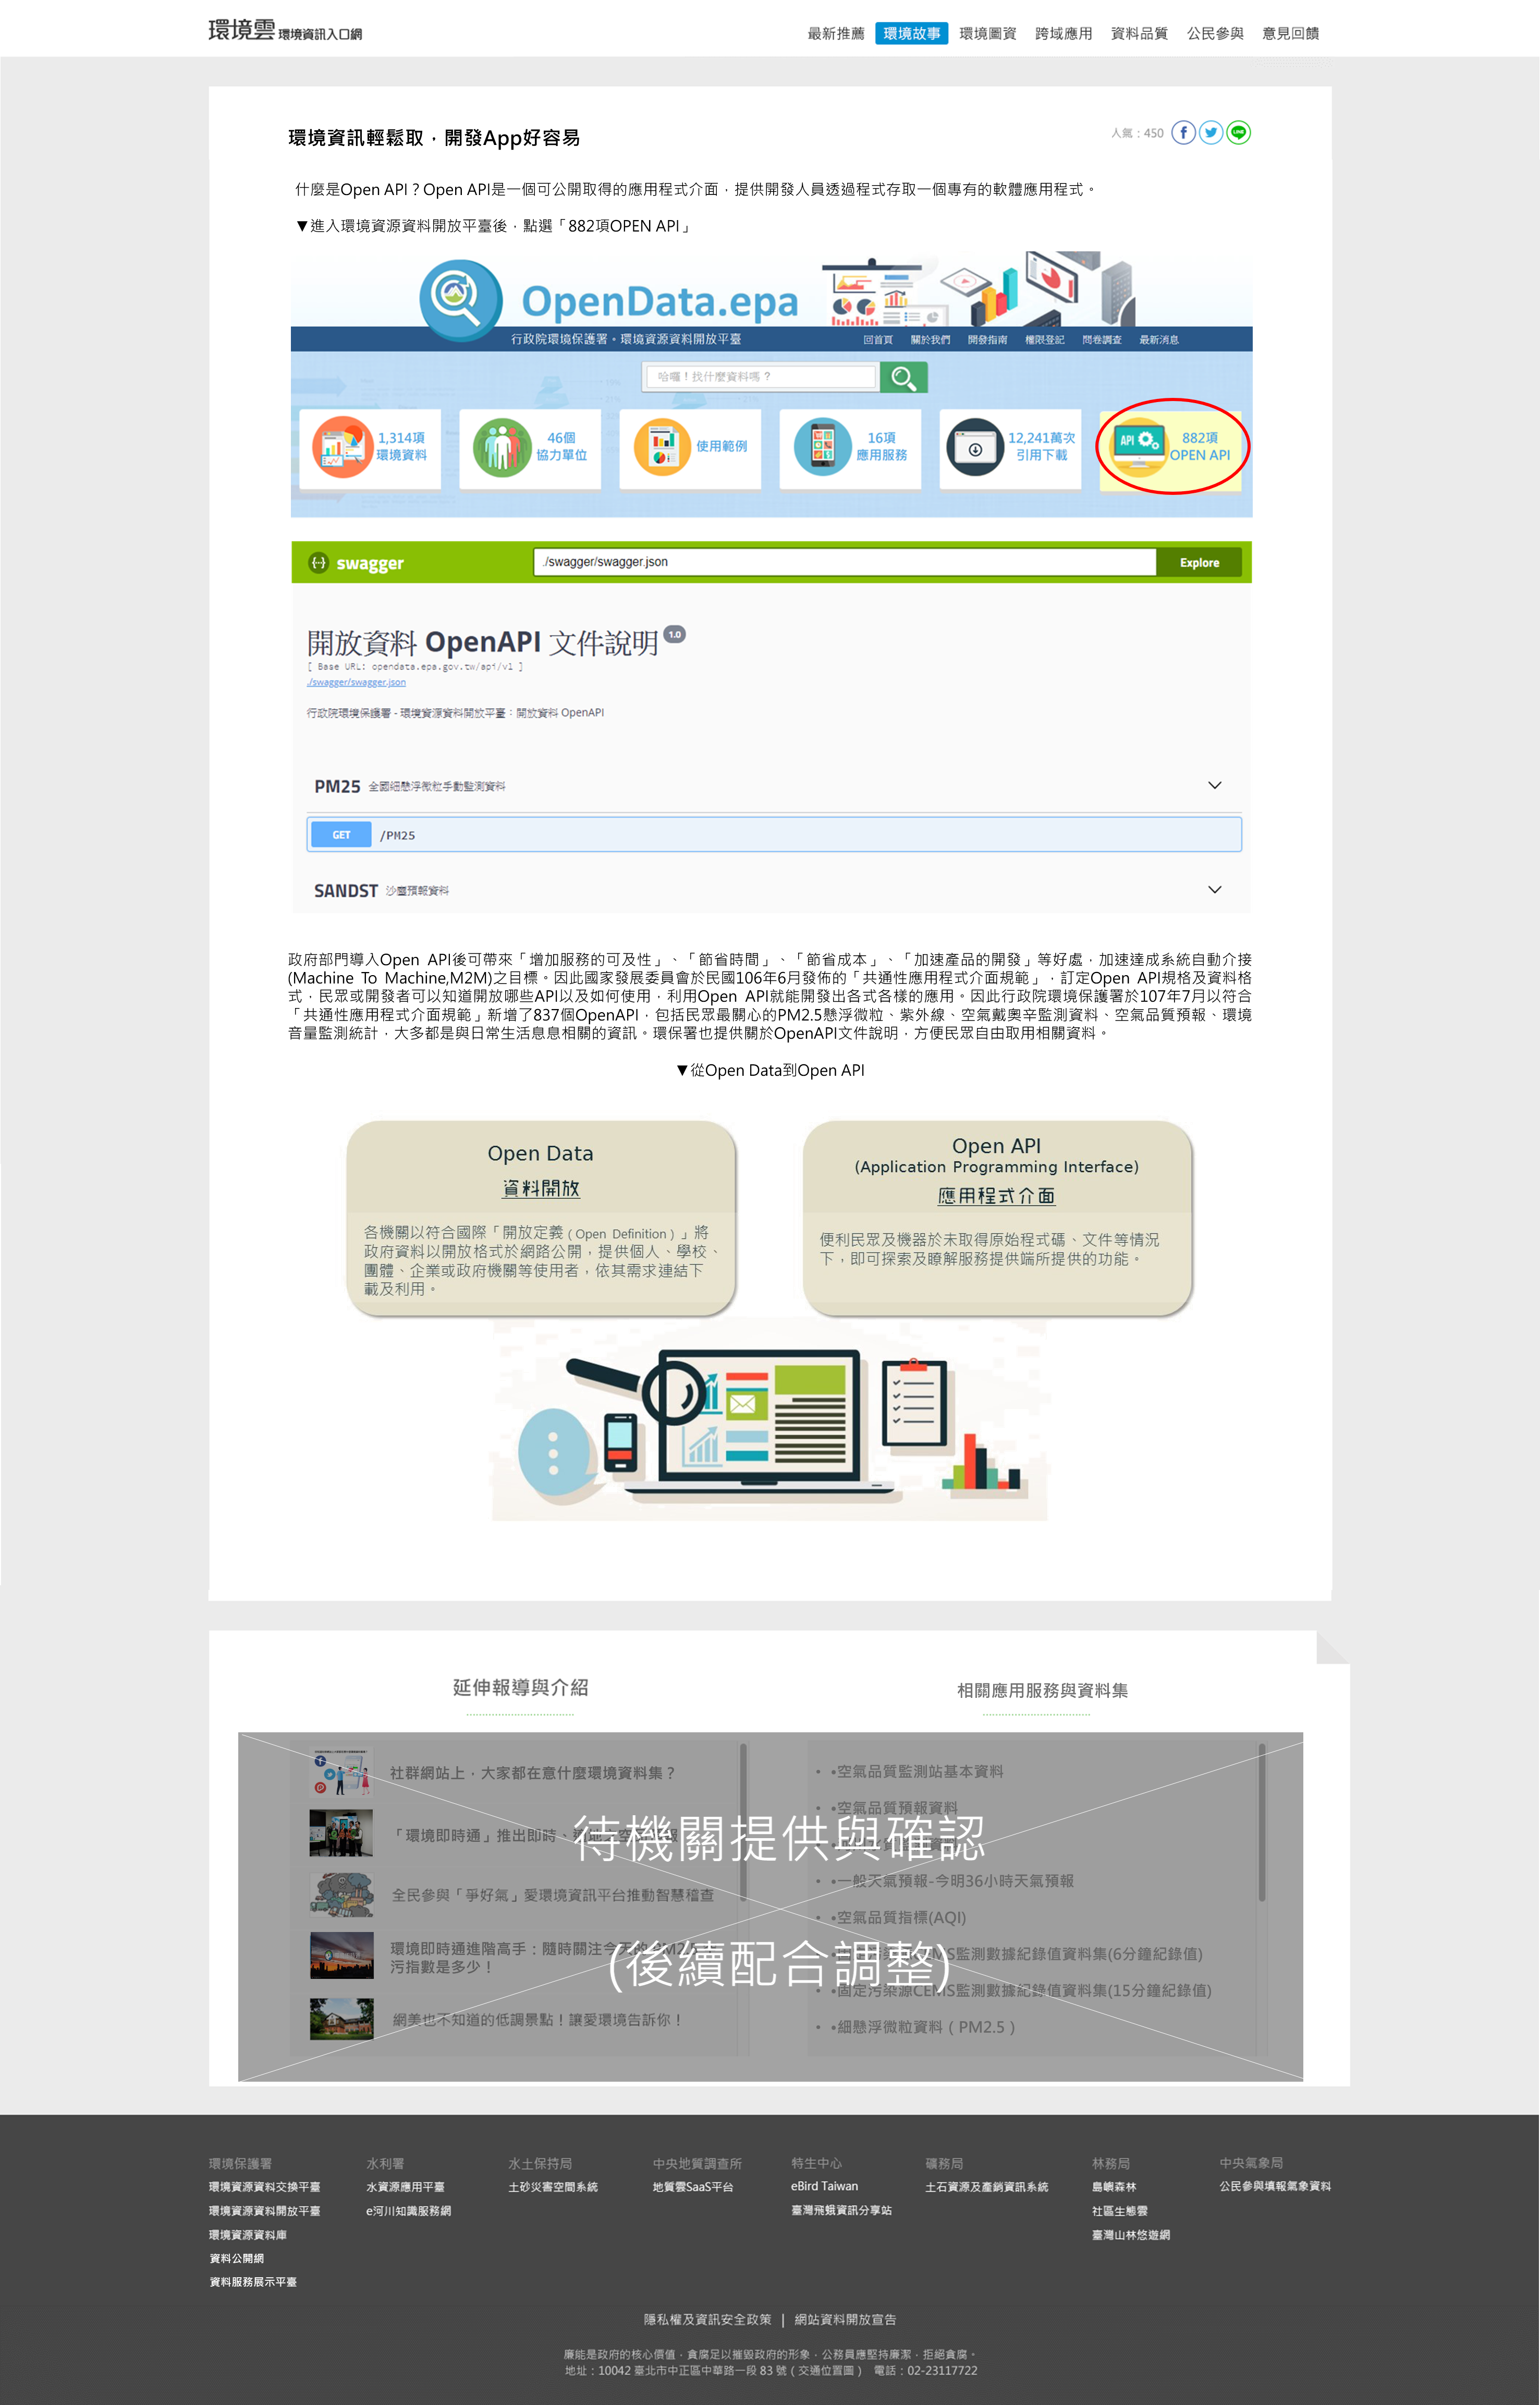 環境雲 環境資訊入口網
最新推薦 環境故事 環境圖資 跨域應用 資料品質 公民參與 意見回饋
環境資訊輕鬆取，開發App好容易
人氣：450
什麼是Open API？Open API是一個可公開取得的應用程式介面，提供開發人員透過程式存取一個專有的軟體應用程式。
▼進入環境資源資料開放平臺後，點選「882項OPEN API」
OpenData.epa
行政院環境保護署。環境資源資料開放平臺
回首頁 關於我們 開發指南 權限登記 問卷調查 最新消息
哈囉！找什麼資料嗎？
1,314項
環境資料
46個
協力單位
使用範例
16項
應用服務
12,241萬次
引用下載
API
882項
OPEN API
swagger
./swagger/swagger.json
Explore
開放資料 OpenAPI 文件說明 1.0
[ Base URL: opendata.epa.gov.tw/api/v1 ]
./swagger/swagger.json
行政院環境保護署 - 環境資源資料開放平臺：開放資料 OpenAPI
PM25 全國細懸浮微粒手動監測資料
GET /PM25
SANDST 沙塵預報資料
政府部門導入Open API後可帶來「增加服務的可及性」、「節省時間」、「節省成本」、「加速產品的開發」等好處，加速達成系統自動介接
(Machine To Machine,M2M)之目標。因此國家發展委員會於民國106年6月發佈的「共通性應用程式介面規範」，訂定Open API規格及資料格
式，民眾或開發者可以知道開放哪些API以及如何使用，利用Open API就能開發出各式各樣的應用。因此行政院環境保護署於107年7月以符合
「共通性應用程式介面規範」新增了837個OpenAPI，包括民眾最關心的PM2.5懸浮微粒、紫外線、空氣戴奧辛監測資料、空氣品質預報、環境
音量監測統計，大多都是與日常生活息息相關的資訊。環保署也提供關於OpenAPI文件說明，方便民眾自由取用相關資料。
▼從Open Data到Open API
Open Data
資料開放
各機關以符合國際「開放定義（Open Definition）」將
政府資料以開放格式於網路公開，提供個人、學校、
團體、企業或政府機關等使用者，依其需求連結下
載及利用。
Open API
(Application Programming Interface)
應用程式介面
便利民眾及機器於未取得原始程式碼、文件等情況
下，即可探索及瞭解服務提供端所提供的功能。
延伸報導與介紹
相關應用服務與資料集
社群網站上，大家都在意什麼環境資料集？
「環境即時通」推出即時、
全民參與「爭好氣」愛環境資訊平台推動智慧稽查
環境即時通進階高手：隨時關注今天的 PM2.5
污指數是多少！
網美也不知道的低調景點！讓愛環境告訴你！
• •空氣品質監測站基本資料
• •空氣品質預報資料
• •一般天氣預報-今明36小時天氣預報
• •空氣品質指標(AQI)
CEMS監測數據紀錄值資料集(6分鐘紀錄值)
• •固定污染源CEMS監測數據紀錄值資料集(15分鐘紀錄值)
• •細懸浮微粒資料（PM2.5）
待機關提供與確認
(後續配合調整)
環境保護署
環境資源資料交換平臺
環境資源資料開放平臺
環境資源資料庫
資料公開網
資料服務展示平臺
水利署
水資源應用平臺
e河川知識服務網
水土保持局
土砂災害空間系統
中央地質調查所
地質雲SaaS平台
特生中心
eBird Taiwan
臺灣飛蛾資訊分享站
礦務局
土石資源及產銷資訊系統
林務局
島嶼森林
社區生態雲
臺灣山林悠遊網
中央氣象局
公民參與填報氣象資料
隱私權及資訊安全政策 | 網站資料開放宣告
廉能是政府的核心價值，貪腐足以摧毀政府的形象，公務員應堅持廉潔，拒絕貪腐。
地址：10042 臺北市中正區中華路一段 83 號（交通位置圖） 電話：02-23117722